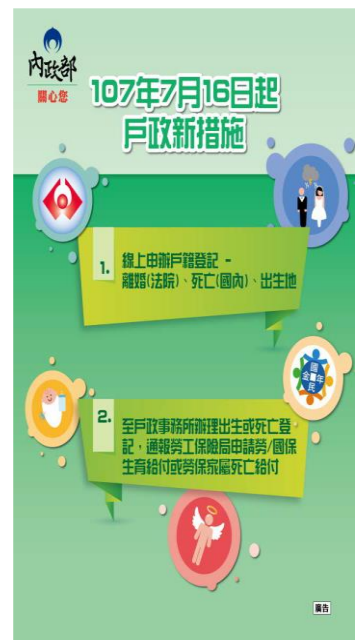 內政部
關心您
107年7月16日起
戶政新措施
1.
線上申辦戶籍登記 -
離婚(法院)、死亡(國內)、出生地
國
金 年
民
2.
至戶政事務所辦理出生或死亡登
記，通報勞工保險局申請勞/國保
生育給付或勞保家屬死亡給付
廣告